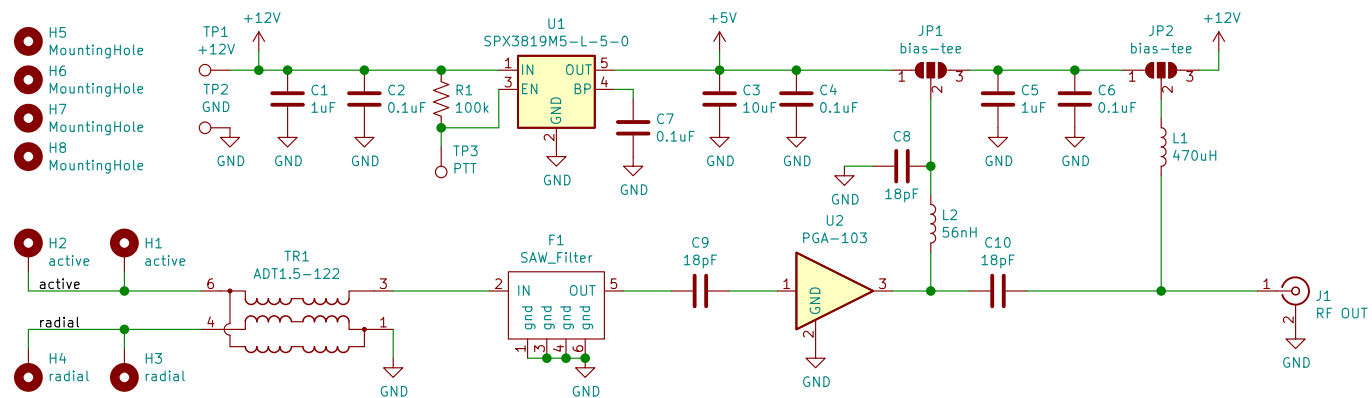 H5
MountingHole
H6
MountingHole
H7
MountingHole
H8
MountingHole
TP1
+12V
TP2
GND
GND
+12V
C1
1uF
GND
C2
0.1uF
GND
R1
100k
TP3
PTT
U1
SPX3819M5-L-5-0
1 IN OUT 5
3 EN BP 4
GND
2
GND
C7
0.1uF
GND
+5V
C3
10uF
GND
C4
0.1uF
GND
JP1
bias-tee
1 3
2
C5
1uF
GND
C6
0.1uF
GND
JP2
bias-tee
1 3
2
+12V
L1
470uH
C8
18pF
GND
L2
56nH
H2
active
H1
active
active
radial
H4
radial
H3
radial
TR1
ADT1.5-122
6 3
4 1
GND
F1
SAW_Filter
2 IN OUT 5
gnd gnd gnd gnd
1 3 4 6
GND
C9
18pF
U2
PGA-103
1 3
GND
2
GND
C10
18pF
1
J1
RF OUT
2
GND